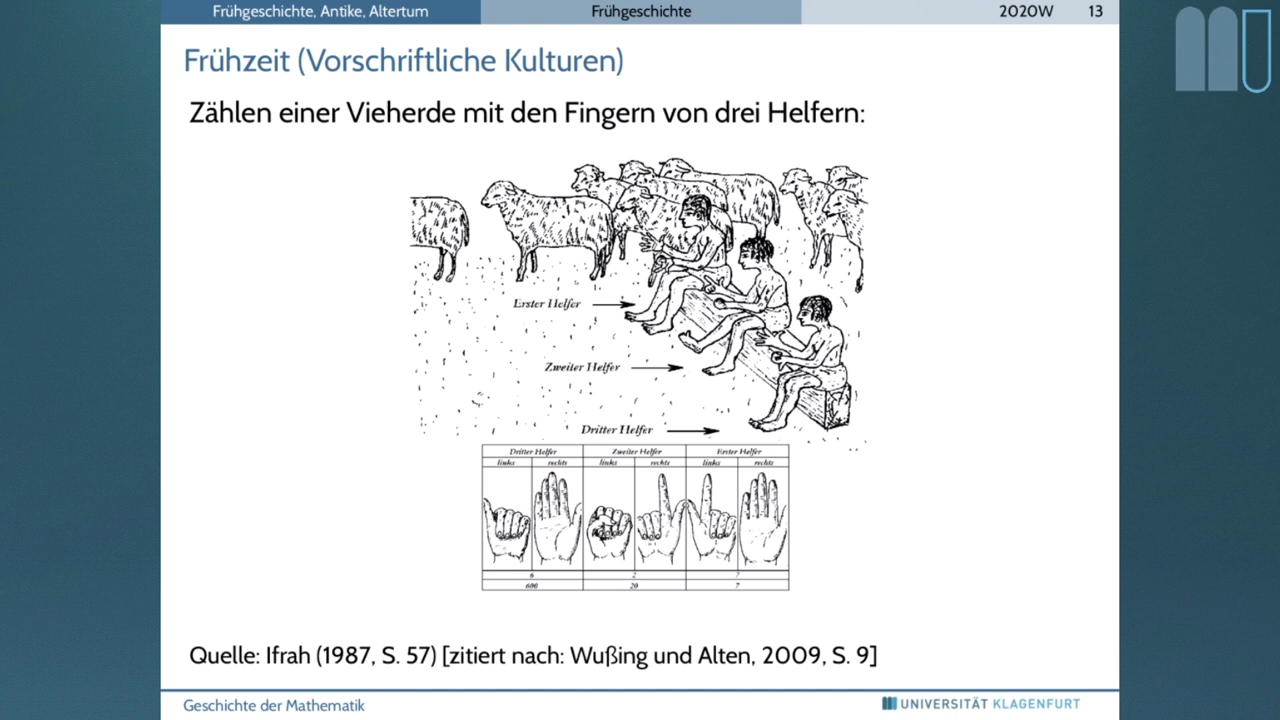 Frühgeschichte, Antike, Altertum Frühgeschichte 2020W 13
Frühzeit (Vorschriftliche Kulturen)
Zählen einer Vieherde mit den Fingern von drei Helfern:
Erster Helfer
Zweiter Helfer
Dritter Helfer
Dritter Helfer Zweiter Helfer Erster Helfer
links rechts links rechts links rechts
6 2 7
600 20 7
Quelle: Ifrah (1987, S. 57) [zitiert nach: Wußing und Alten, 2009, S. 9]
Geschichte der Mathematik UNIVERSITÄT KLAGENFURT